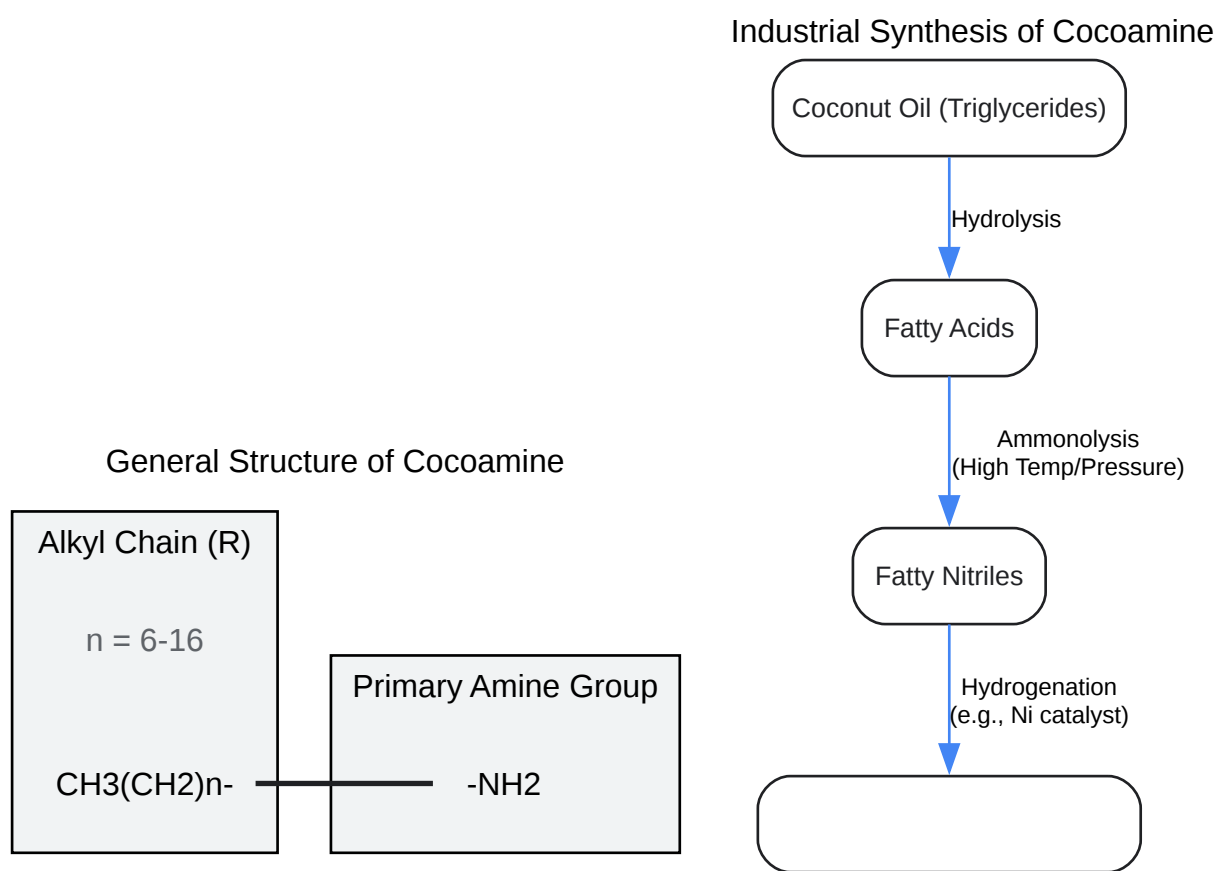 Industrial Synthesis of Cocoamine
Coconut Oil (Triglycerides)
Hydrolysis
Fatty Acids
Ammonolysis
(High Temp/Pressure)
Fatty Nitriles
Hydrogenation
(e.g., Ni catalyst)
General Structure of Cocoamine
Alkyl Chain (R)
n = 6-16
CH3(CH2)n-
Primary Amine Group
-NH2